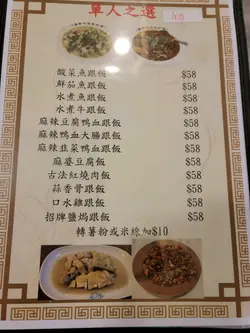 單人之選
酸菜魚跟飯 $58
鮮茄魚跟飯 $58
水煮魚跟飯 $58
水煮牛跟飯 $58
麻辣豆腐鴨血跟飯 $58
麻辣鴨血大腸跟飯 $58
麻辣韭菜鴨血跟飯 $58
麻婆豆腐飯 $58
古法紅燒肉飯 $58
蒜香骨跟飯 $58
口水雞跟飯 $58
招牌鹽焗跟飯 $58
轉薯粉或米線加$10